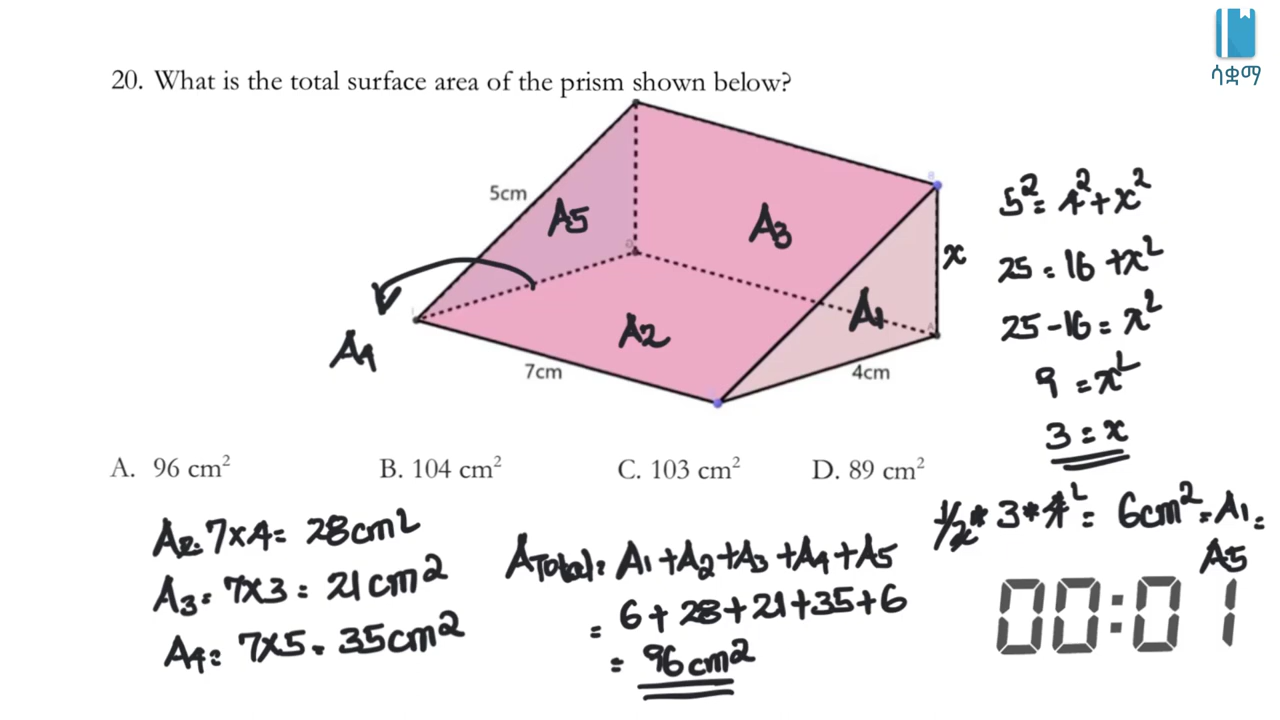 ሳቋማ
20. What is the total surface area of the prism shown below?
5cm
A5
A3
B
x
A1
A2
A4
7cm
4cm
A
5² = 4² + x²
25 = 16 + x²
25 - 16 = x²
9 = x²
3 = x
A. 96 cm² B. 104 cm² C. 103 cm² D. 89 cm²
1/2 * 3 * 4² = 6cm² = A1 =
A5
A2 = 7x4 = 28cm2
A3 = 7x3 = 21cm2
A4 = 7x5 = 35cm2
ATotal = A1 + A2 + A3 + A4 + A5
= 6 + 28 + 21 + 35 + 6
= 96cm2
00:01